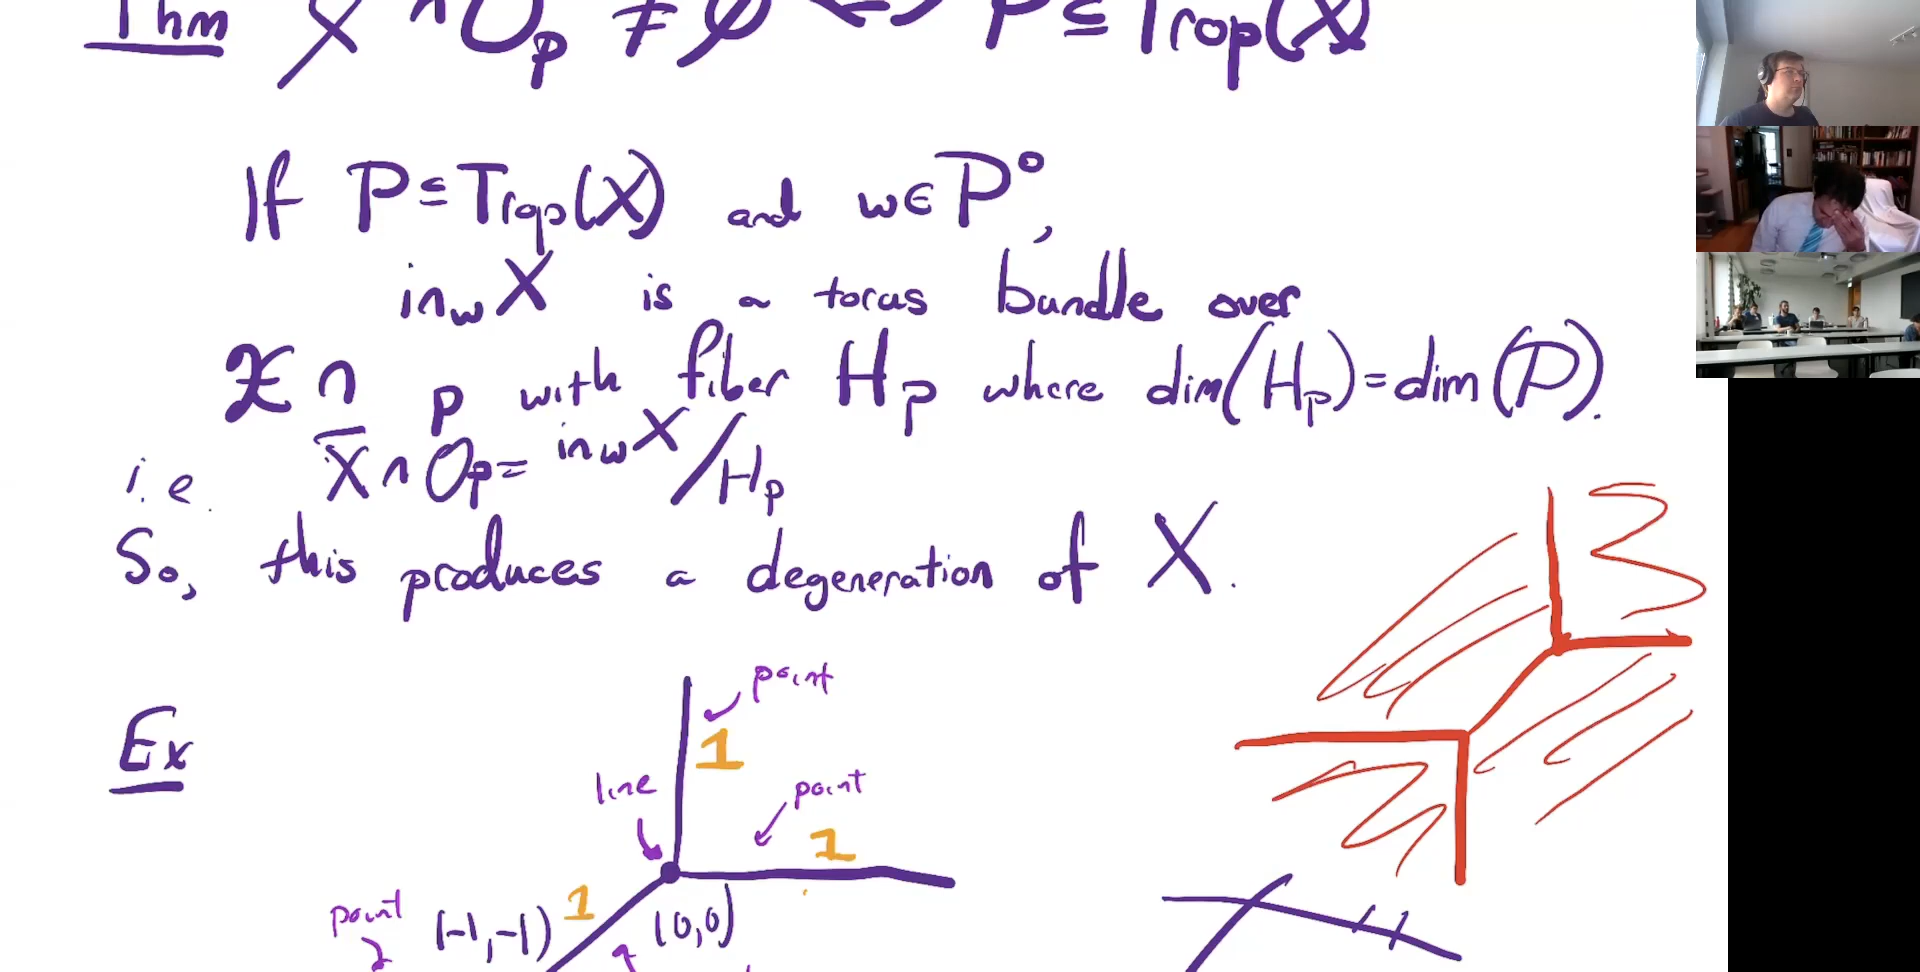 Thm X ∩ O_P ≠ ∅ ⟺ P ⊆ Trop(X)
If P ⊆ Trop(X) and w ∈ P°,
in_w X is a torus bundle over
𝒳 ∩ P with fiber H_P where dim(H_P) = dim(P).
i.e. X̄ ∩ O_P = in_w X / H_P
So, this produces a degeneration of X.
Ex
point
1
line
point
1
point
(-1,-1)
1
(0,0)